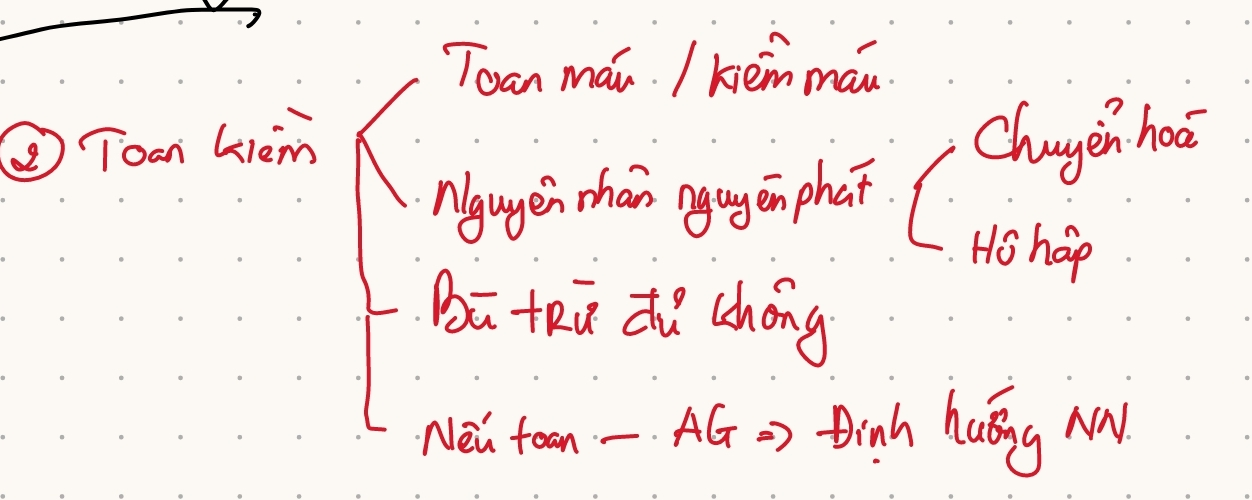 ② Toan kiềm
Toan máu / kiềm máu
Nguyên nhân nguyên phát
Chuyển hoá
Hô hấp
Bù trừ đủ không
Nếu toan — AG => Định hướng NN